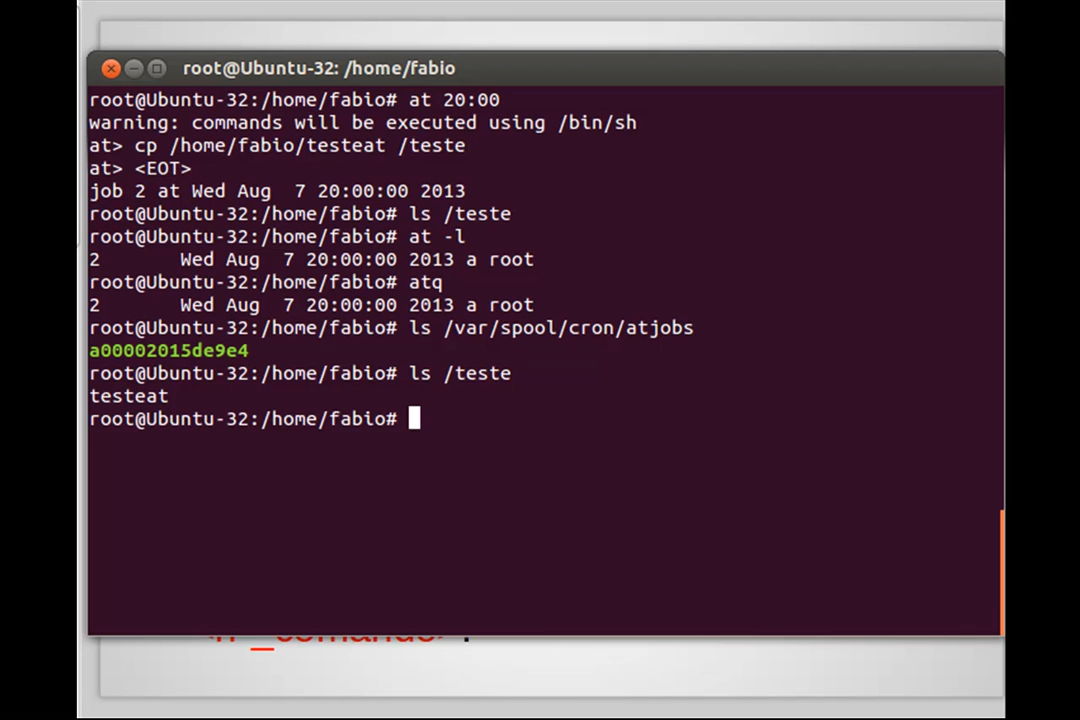 root@Ubuntu-32: /home/fabio
root@Ubuntu-32:/home/fabio# at 20:00
warning: commands will be executed using /bin/sh
at> cp /home/fabio/testeat /teste
at> <EOT>
job 2 at Wed Aug  7 20:00:00 2013
root@Ubuntu-32:/home/fabio# ls /teste
root@Ubuntu-32:/home/fabio# at -l
2       Wed Aug  7 20:00:00 2013 a root
root@Ubuntu-32:/home/fabio# atq
2       Wed Aug  7 20:00:00 2013 a root
root@Ubuntu-32:/home/fabio# ls /var/spool/cron/atjobs
a00002015de9e4
root@Ubuntu-32:/home/fabio# ls /teste
testeat
root@Ubuntu-32:/home/fabio#